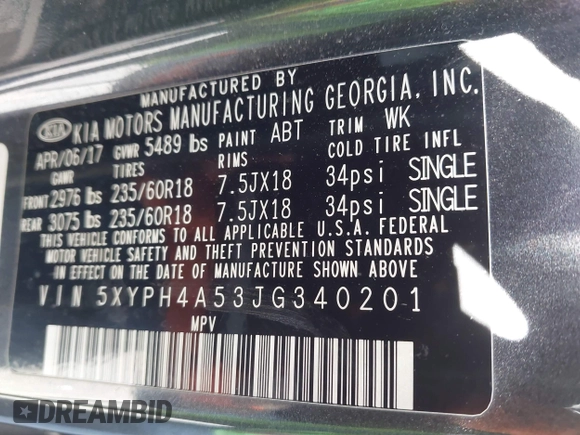 MANUFACTURED BY
KIA KIA MOTORS MANUFACTURING GEORGIA, INC.
APR/06/17 GVWR 5489 lbs PAINT ABT TRIM WK
GAWR TIRES RIMS COLD TIRE INFL
FRONT 2976 lbs 235/60R18 7.5JX18 34psi SINGLE
REAR 3075 lbs 235/60R18 7.5JX18 34psi SINGLE
THIS VEHICLE CONFORMS TO ALL APPLICABLE U.S.A. FEDERAL
MOTOR VEHICLE SAFETY AND THEFT PREVENTION STANDARDS
IN EFFECT ON THE DATE OF MANUFACTURE SHOWN ABOVE.
VIN 5XYPH4A53JG340201
MPV
DREAMBID